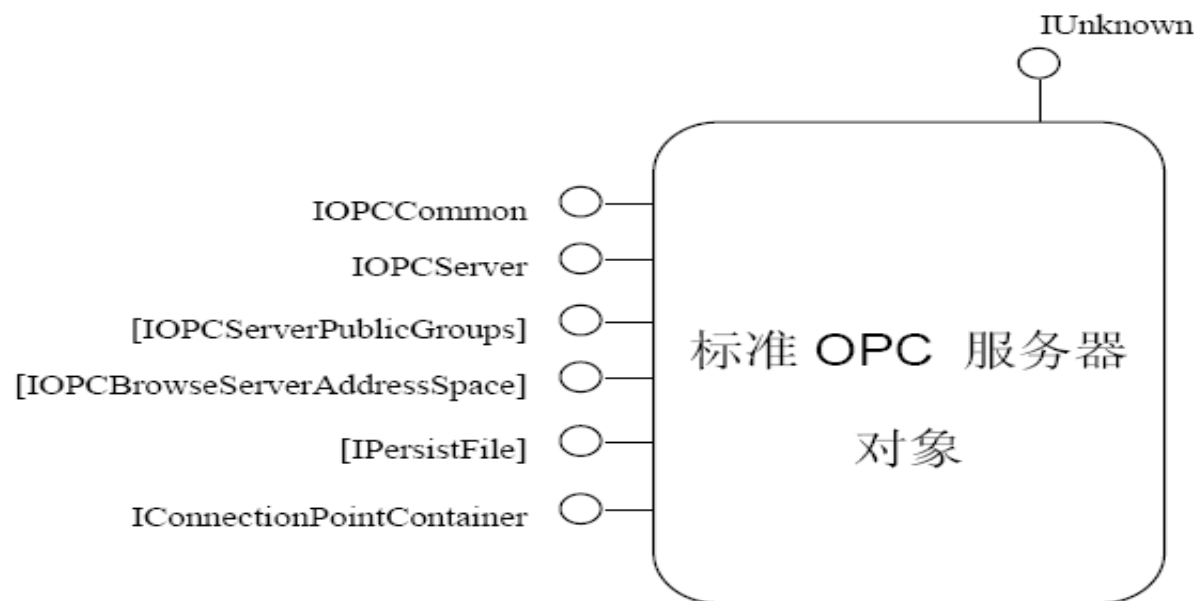 IUnknown
IOPCCommon
IOPCServer
[IOPCServerPublicGroups]
[IOPCBrowseServerAddressSpace]
[IPersistFile]
IConnectionPointContainer
标准 OPC 服务器
对象